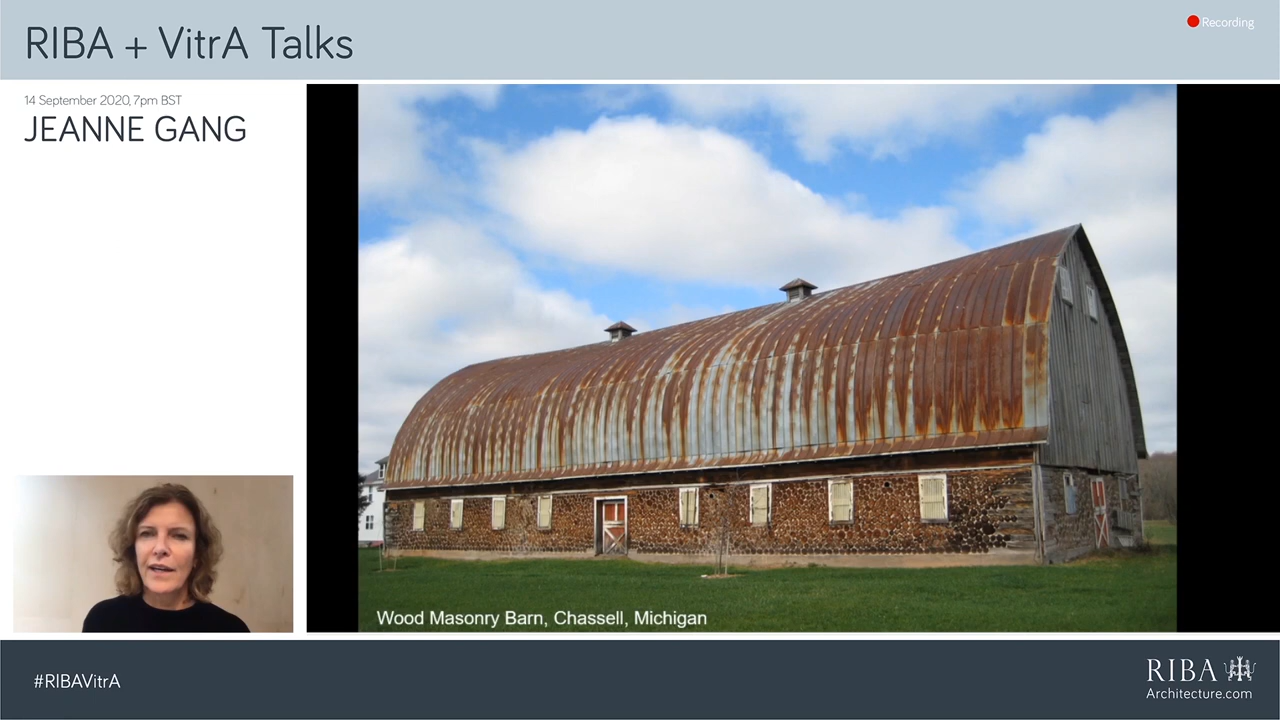 RIBA + VitrA Talks
Recording
14 September 2020, 7pm BST
JEANNE GANG
Wood Masonry Barn, Chassell, Michigan
#RIBAVitrA
RIBA
Architecture.com